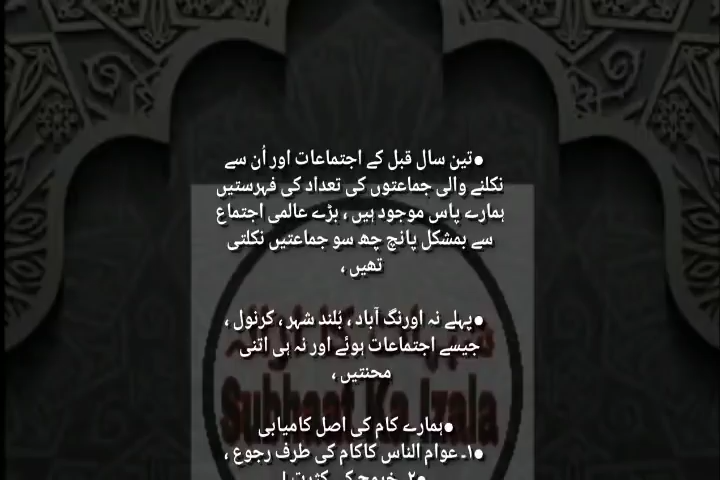 ●تین سال قبل کے اجتماعات اور اُن سے
نکلنے والی جماعتوں کی تعداد کی فہرستیں
ہمارے پاس موجود ہیں ، بڑے عالمی اجتماع
سے بمشکل پانچ چھ سو جماعتیں نکلتی
تھیں ،
●پہلے نہ اورنگ آباد ، بُلند شہر ، کرنول ،
جیسے اجتماعات ہوئے اور نہ ہی اتنی
محنتیں ،
●ہمارے کام کی اصل کامیابی
●۱۔ عوام الناس کاکام کی طرف رجوع ،
Subhaat Ka Izala